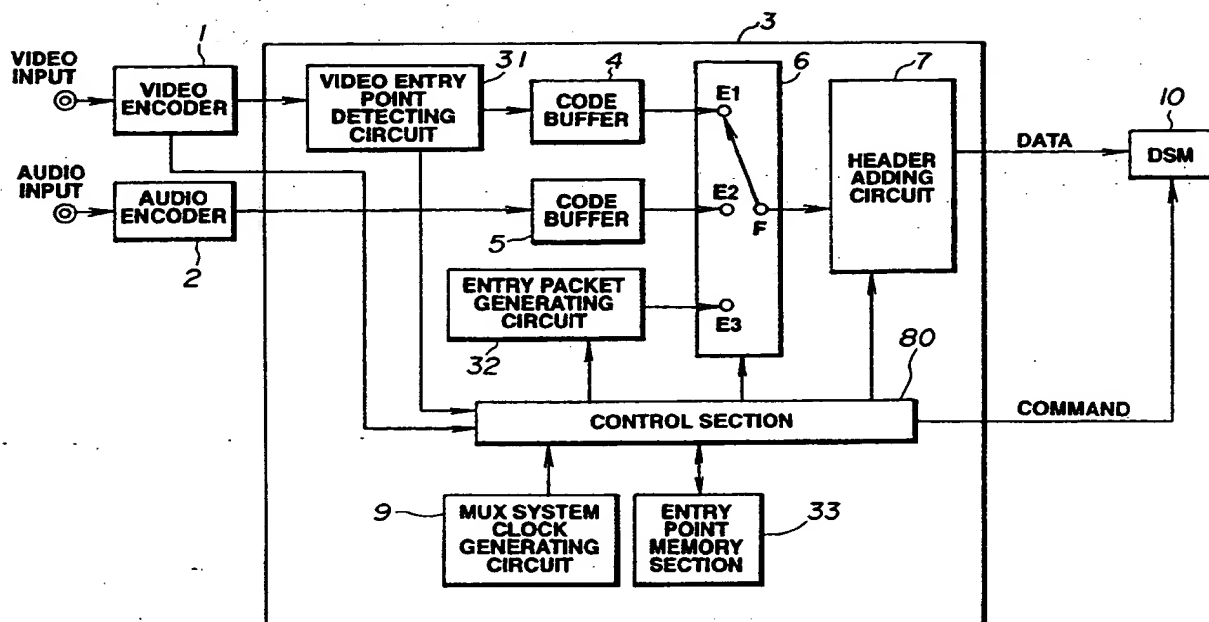 3
1
VIDEO
INPUT
VIDEO
ENCODER
31
VIDEO ENTRY
POINT
DETECTING
CIRCUIT
4
CODE
BUFFER
6
E1
7
HEADER
ADDING
CIRCUIT
DATA
10
DSM
AUDIO
INPUT
AUDIO
ENCODER
2
CODE
BUFFER
5
E2
F
ENTRY PACKET
GENERATING
CIRCUIT
32
E3
80
CONTROL SECTION
COMMAND
9
MUX SYSTEM
CLOCK
GENERATING
CIRCUIT
ENTRY
POINT
MEMORY
SECTION
33